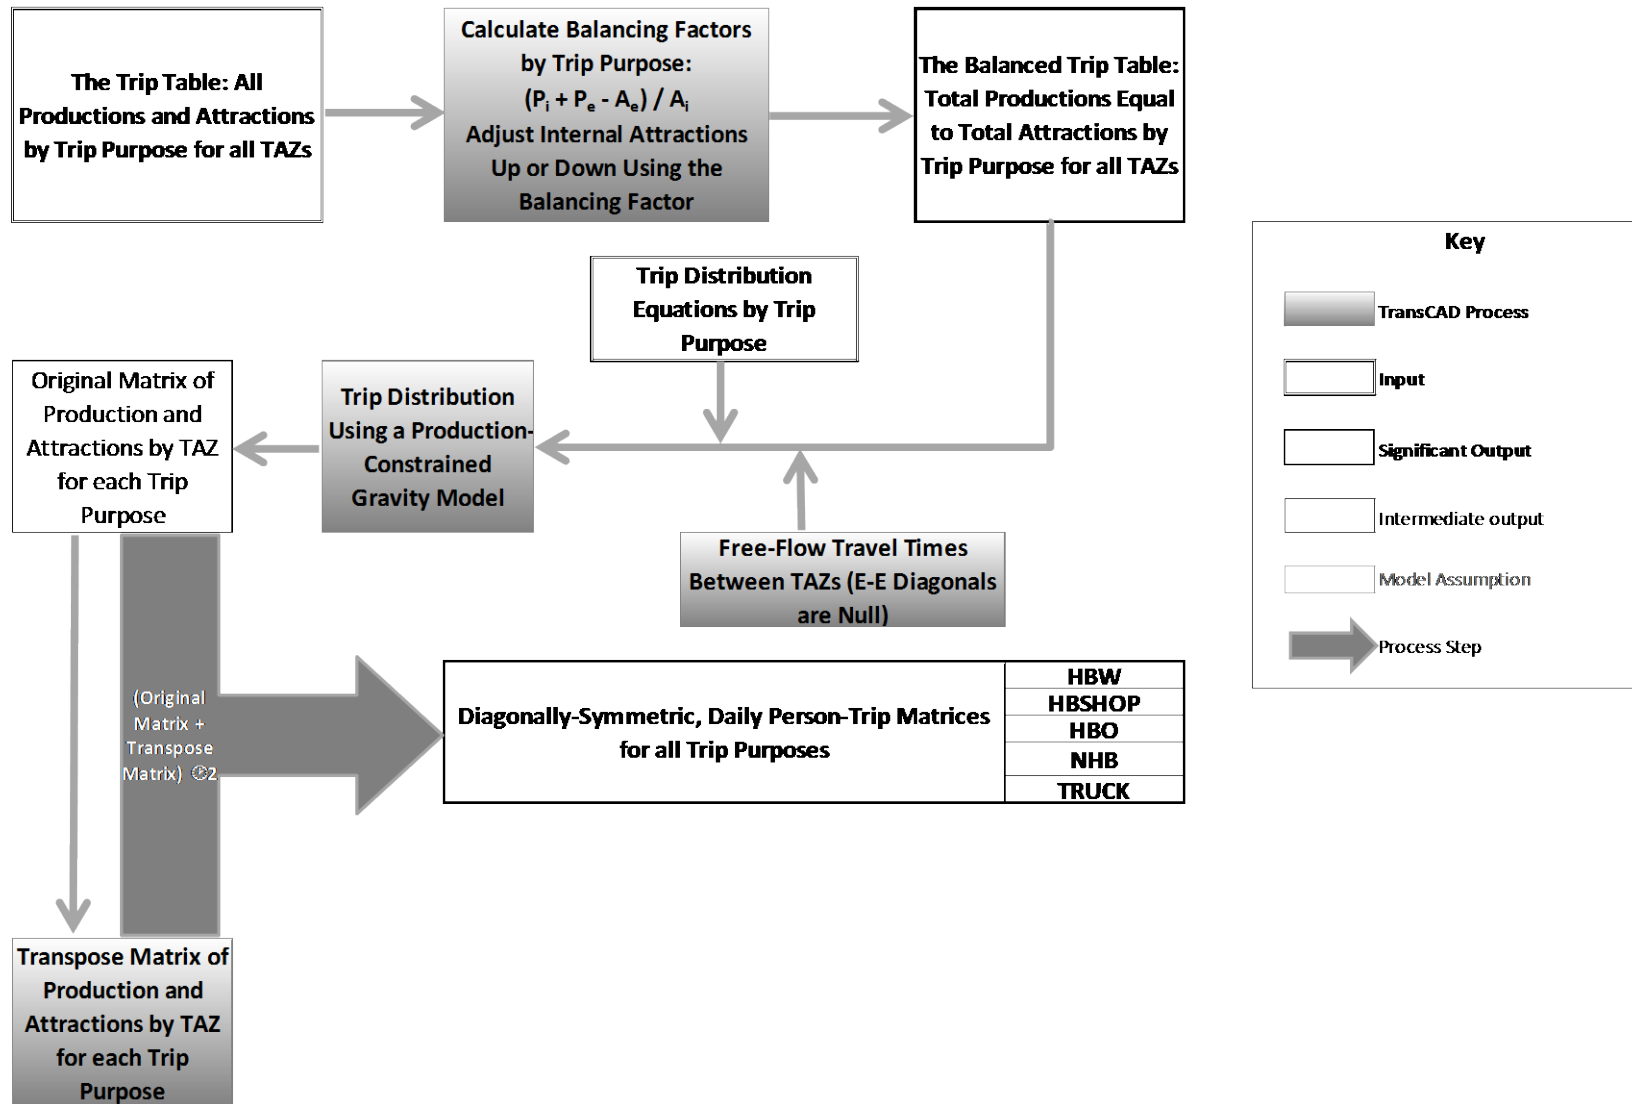 The Trip Table: All
Productions and Attractions
by Trip Purpose for all TAZs
Calculate Balancing Factors
by Trip Purpose:
(Pi + Pe - Ae) / Ai
Adjust Internal Attractions
Up or Down Using the
Balancing Factor
The Balanced Trip Table:
Total Productions Equal
to Total Attractions by
Trip Purpose for all TAZs
Key
TransCAD Process
Input
Significant Output
Intermediate output
Model Assumption
Process Step
Trip Distribution
Equations by Trip
Purpose
Original Matrix of
Production and
Attractions by TAZ
for each Trip
Purpose
Trip Distribution
Using a Production-
Constrained
Gravity Model
Free-Flow Travel Times
Between TAZs (E-E Diagonals
are Null)
(Original
Matrix +
Transpose
Matrix) 2
Diagonally-Symmetric, Daily Person-Trip Matrices
for all Trip Purposes
HBW
HBSHOP
HBO
NHB
TRUCK
Transpose Matrix of
Production and
Attractions by TAZ
for each Trip
Purpose